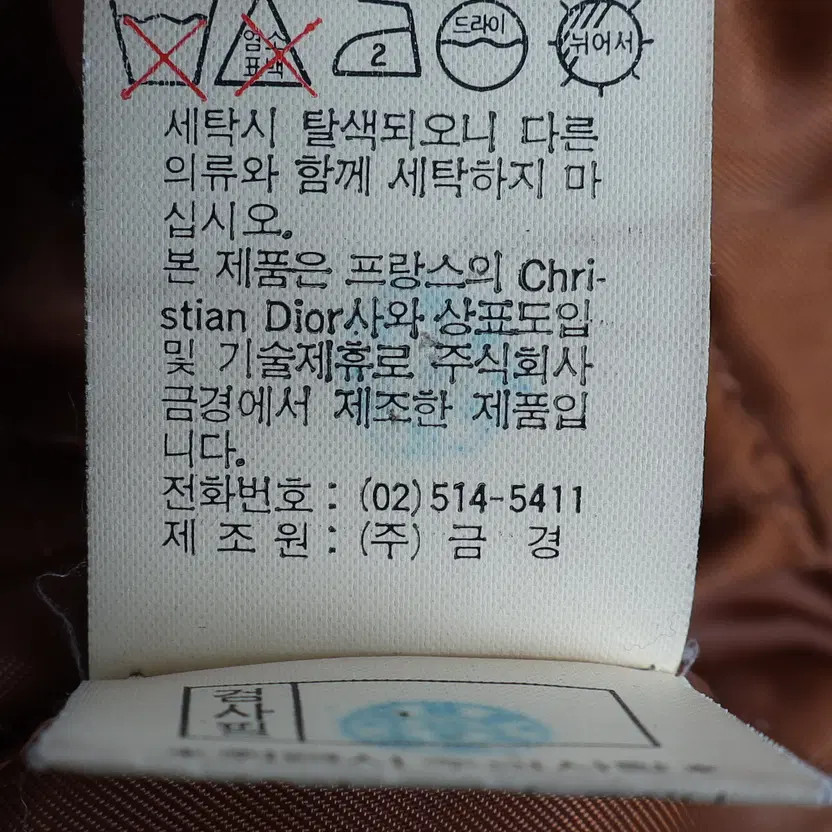 염소
표백
2
드라이
뉘어서
세탁시 탈색되오니 다른
의류와 함께 세탁하지 마
십시오.
본 제품은 프랑스의 Chri-
stian Dior사와 상표도입
및 기술제휴로 주식회사
금경에서 제조한 제품입
니다.
전화번호 : (02)514-5411
제 조 원 : (주) 금 경
검사필